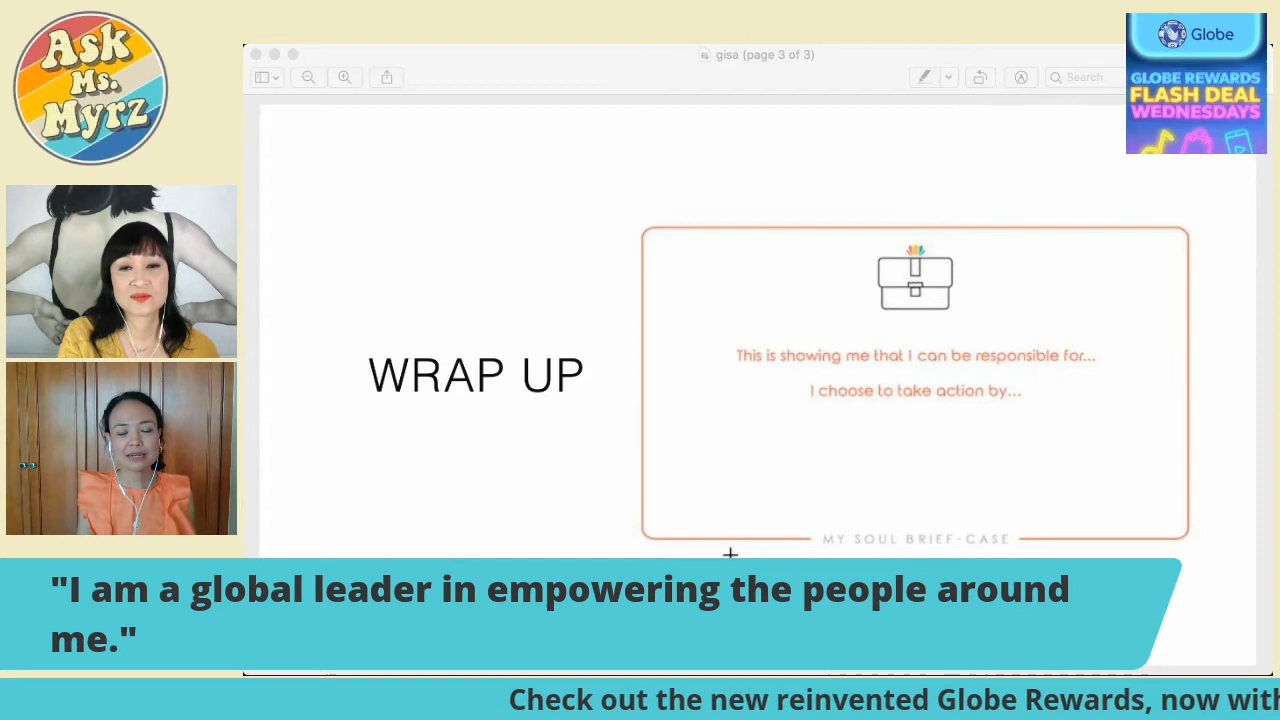 Ask
Ms.
Myrz
gisa (page 3 of 3)
Search
Globe
GLOBE REWARDS
FLASH DEAL
WEDNESDAYS
WRAP UP
This is showing me that I can be responsible for...
I choose to take action by...
MY SOUL BRIEF-CASE
"I am a global leader in empowering the people around
me."
Check out the new reinvented Globe Rewards, now with